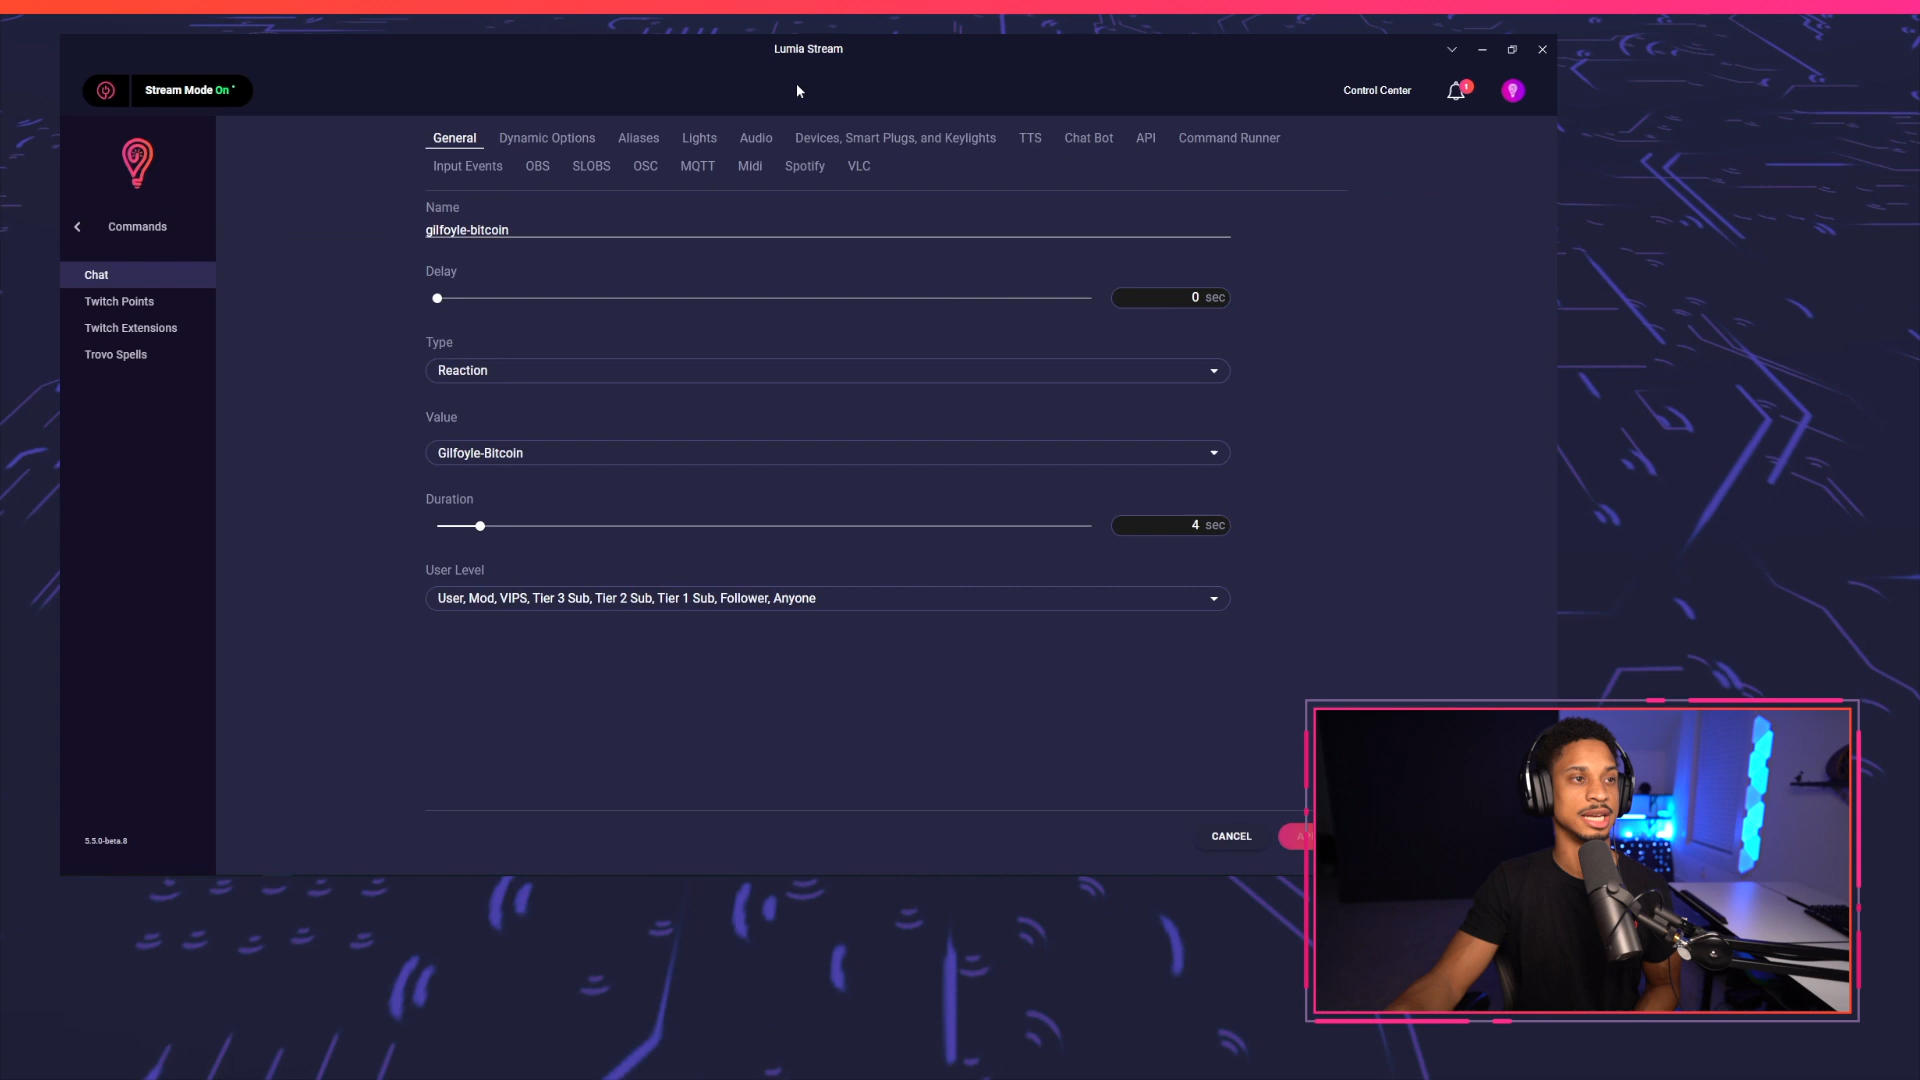 Lumia Stream
Stream Mode On
Control Center
1
General Dynamic Options Aliases Lights Audio Devices, Smart Plugs, and Keylights TTS Chat Bot API Command Runner
Input Events OBS SLOBS OSC MQTT Midi Spotify VLC
Commands
Chat
Twitch Points
Twitch Extensions
Trovo Spells
5.5.0-beta.8
Name
gilfoyle-bitcoin
Delay
0 sec
Type
Reaction
Value
Gilfoyle-Bitcoin
Duration
4 sec
User Level
User, Mod, VIPS, Tier 3 Sub, Tier 2 Sub, Tier 1 Sub, Follower, Anyone
CANCEL